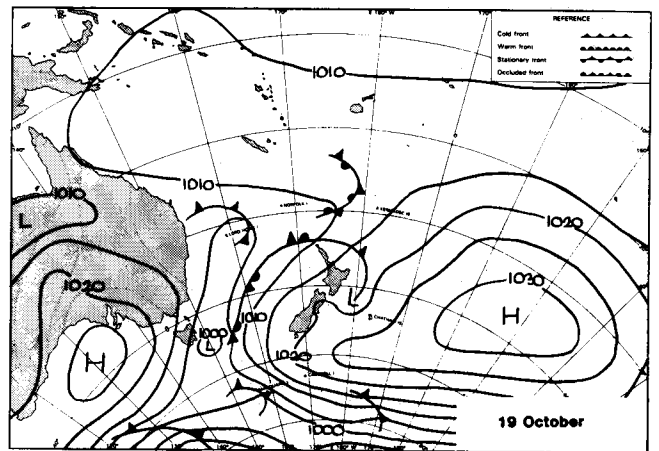 REFERENCE
Cold front
Warm front
Stationary front
Occluded front
1010
1010
1010
L
1020
H
1000
L
1010
1020
L
1020
1030
H
1000
NORFOLK I.
19 October